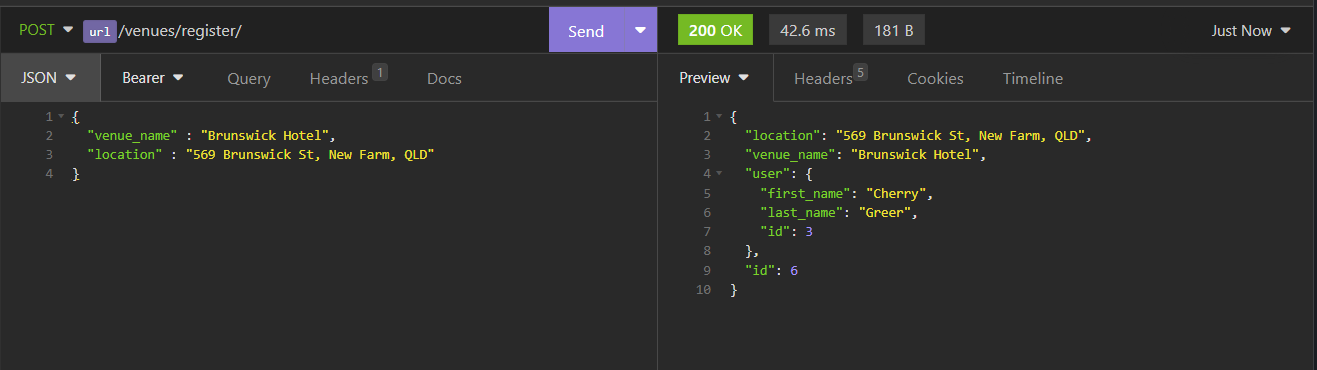 POST url /venues/register/ Send 200 OK 42.6 ms 181 B Just Now
JSON Bearer Query Headers 1 Docs Preview Headers 5 Cookies Timeline
1 {
2 "venue_name" : "Brunswick Hotel",
3 "location" : "569 Brunswick St, New Farm, QLD"
4 }
1 {
2 "location": "569 Brunswick St, New Farm, QLD",
3 "venue_name": "Brunswick Hotel",
4 "user": {
5 "first_name": "Cherry",
6 "last_name": "Greer",
7 "id": 3
8 },
9 "id": 6
10 }